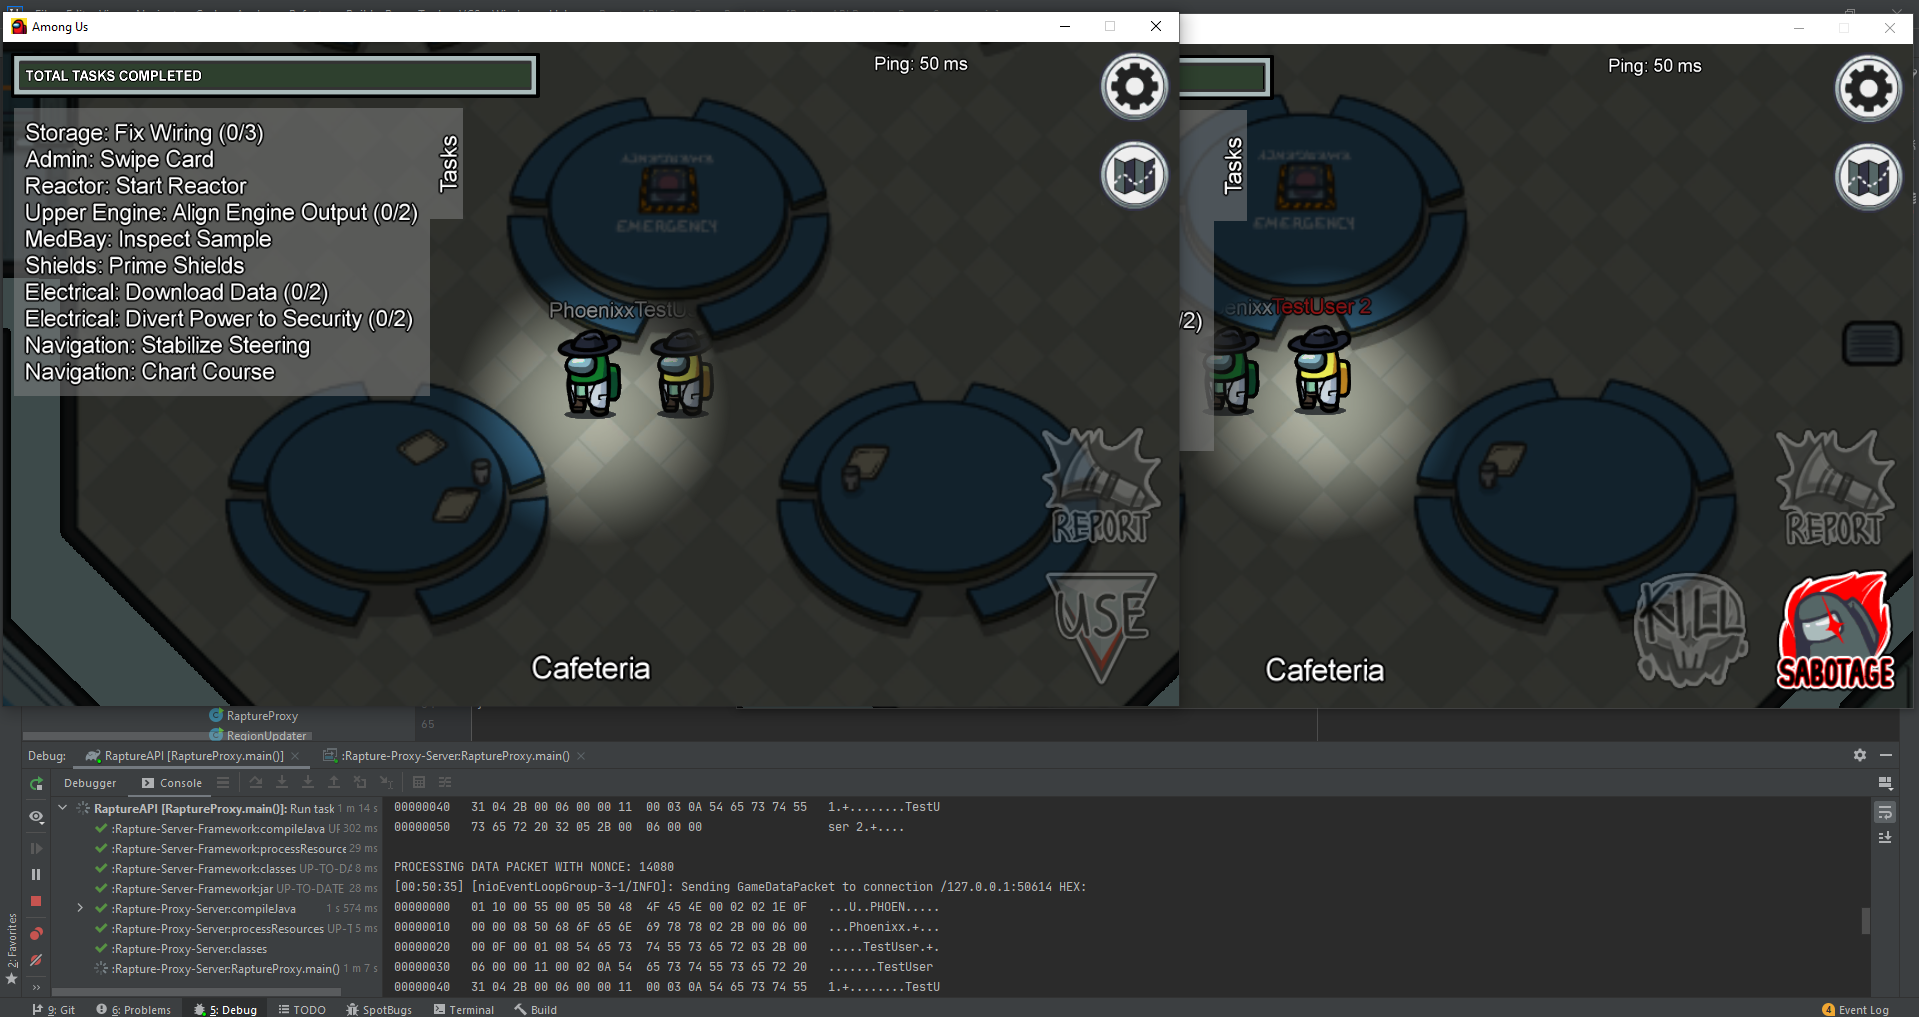 Among Us
TOTAL TASKS COMPLETED
Ping: 50 ms
Storage: Fix Wiring (0/3)
Admin: Swipe Card
Reactor: Start Reactor
Upper Engine: Align Engine Output (0/2)
MedBay: Inspect Sample
Shields: Prime Shields
Electrical: Download Data (0/2)
Electrical: Divert Power to Security (0/2)
Navigation: Stabilize Steering
Navigation: Chart Course
Tasks
EMERGENCY
EMERGENCY
PhoenixxTestU
REPORT
USE
Cafeteria
Ping: 50 ms
Tasks
EMERGENCY
EMERGENCY
enixxTestUser 2
/2)
REPORT
KILL
SABOTAGE
Cafeteria
RaptureProxy
RegionUpdater
65
Debug:
RaptureAPI [RaptureProxy.main()]
:Rapture-Proxy-Server:RaptureProxy.main()
Debugger
Console
RaptureAPI [RaptureProxy.main()]: Run task 1 m 14 s
:Rapture-Server-Framework:compileJava UP 302 ms
:Rapture-Server-Framework:processResource 29 ms
:Rapture-Server-Framework:classes UP-TO-DA 8 ms
:Rapture-Server-Framework:jar UP-TO-DATE 28 ms
:Rapture-Proxy-Server:compileJava 1 s 574 ms
:Rapture-Proxy-Server:processResources UP-T 5 ms
:Rapture-Proxy-Server:classes
:Rapture-Proxy-Server:RaptureProxy.main() 1 m 7 s
00000040 31 04 2B 00 06 00 00 11 00 03 0A 54 65 73 74 55 1.+........TestU
00000050 73 65 72 20 32 05 2B 00 06 00 00 ser 2.+....
PROCESSING DATA PACKET WITH NONCE: 14080
[00:50:35] [nioEventLoopGroup-3-1/INFO]: Sending GameDataPacket to connection /127.0.0.1:50614 HEX:
00000000 01 10 00 55 00 05 50 48 4F 45 4E 00 02 02 1E 0F ...U..PHOEN.....
00000010 00 00 08 50 68 6F 65 6E 69 78 78 02 2B 00 06 00 ...Phoenixx.+...
00000020 00 0F 00 01 08 54 65 73 74 55 73 65 72 03 2B 00 .....TestUser.+.
00000030 06 00 00 11 00 02 0A 54 65 73 74 55 73 65 72 20 .......TestUser
00000040 31 04 2B 00 06 00 00 11 00 03 0A 54 65 73 74 55 1.+........TestU
2: Favorites
9: Git
6: Problems
5: Debug
TODO
SpotBugs
Terminal
Build
4
Event Log